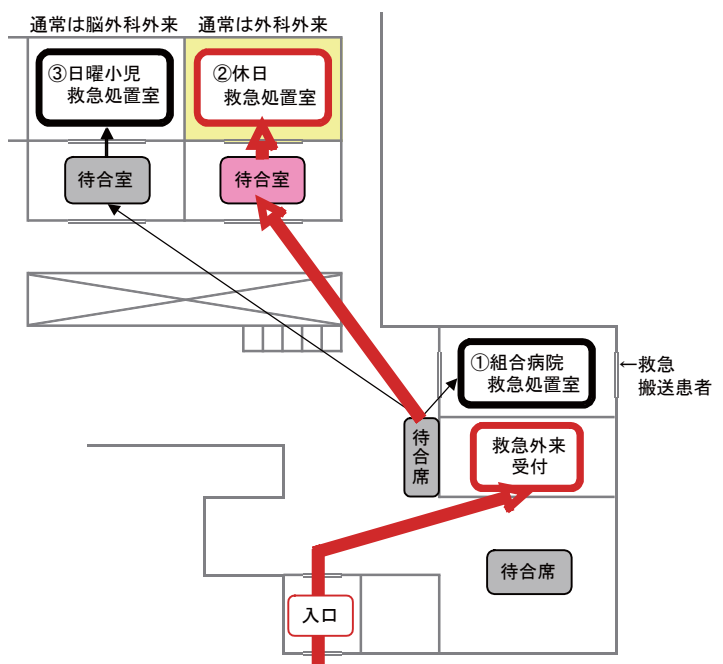 通常は脳外科外来
通常は外科外来
③日曜小児
救急処置室
②休日
救急処置室
待合室
待合室
①組合病院
救急処置室
←救急
搬送患者
待合席
救急外来
受付
待合席
入口